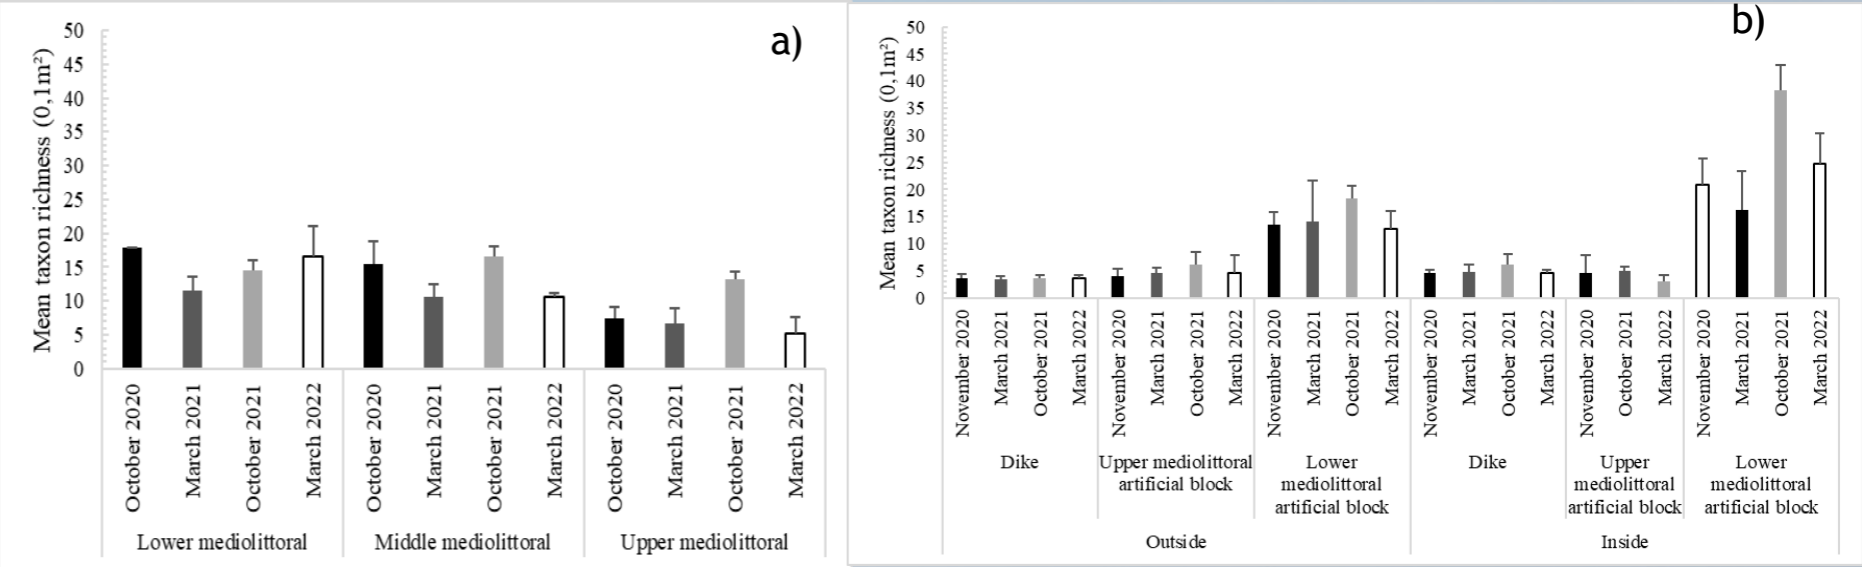 a)
Mean taxon richness (0,1m²)
50
45
40
35
30
25
20
15
10
5
0
October 2020
March 2021
October 2021
March 2022
October 2020
March 2021
October 2021
March 2022
October 2020
March 2021
October 2021
March 2022
Lower mediolittoral
Middle mediolittoral
Upper mediolittoral
b)
Mean taxon richness (0,1m²)
50
45
40
35
30
25
20
15
10
5
0
November 2020
March 2021
October 2021
March 2022
November 2020
March 2021
October 2021
March 2022
November 2020
March 2021
October 2021
March 2022
November 2020
March 2021
October 2021
March 2022
November 2020
October 2021
March 2022
November 2020
March 2021
October 2021
March 2022
Dike
Upper mediolittoral
artificial block
Lower
mediolittoral
artificial block
Dike
Upper
mediolittoral
artificial block
Lower
mediolittoral
artificial block
Outside
Inside